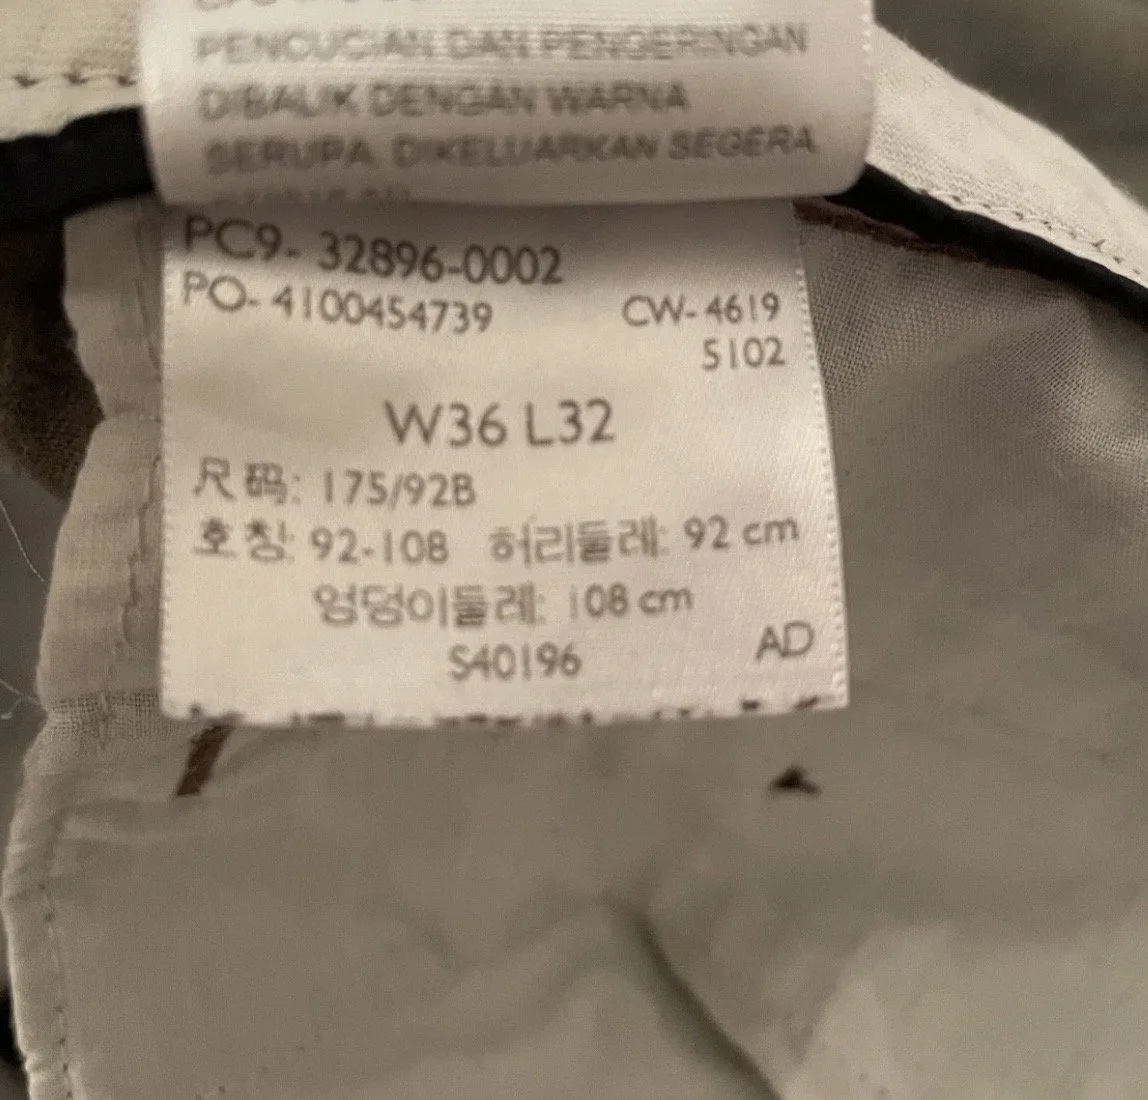 PENCUCIAN DAN PENGERINGAN
DIBALIK DENGAN WARNA
SERUPA, DIKELUARKAN SEGERA
PC9- 32896-0002
PO- 4100454739
CW- 4619
5102
W36 L32
尺码: 175/92B
호칭: 92-108 허리둘레: 92 cm
엉덩이둘레: 108 cm
S40196
AD